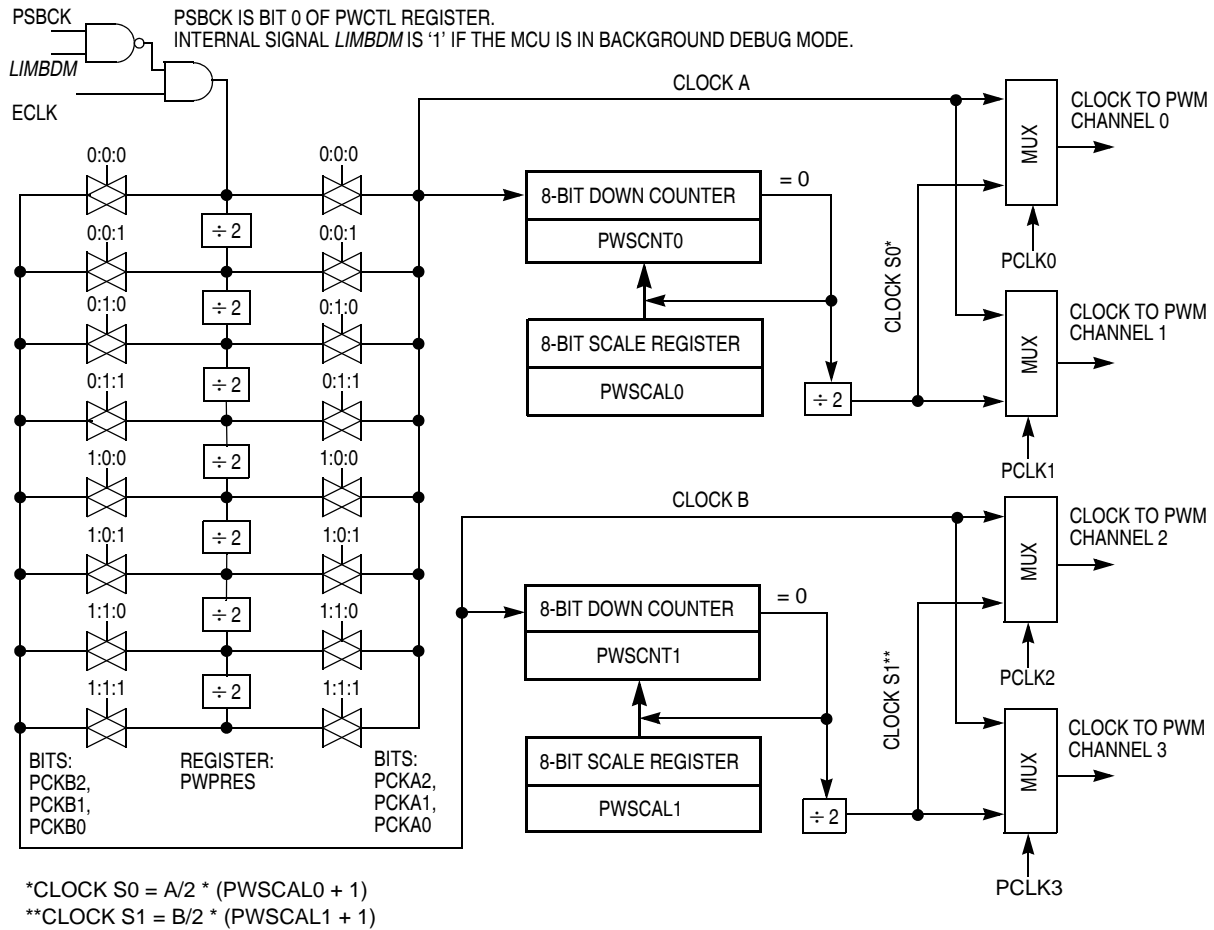 PSBCK
PSBCK IS BIT 0 OF PWCTL REGISTER.
INTERNAL SIGNAL LIMBDM IS ‘1’ IF THE MCU IS IN BACKGROUND DEBUG MODE.
LIMBDM
ECLK
CLOCK A
CLOCK TO PWM
CHANNEL 0
MUX
PCLK0
0:0:0
0:0:0
÷ 2
0:0:1
0:0:1
÷ 2
0:1:0
0:1:0
÷ 2
0:1:1
0:1:1
÷ 2
1:0:0
1:0:0
÷ 2
1:0:1
1:0:1
÷ 2
1:1:0
1:1:0
÷ 2
1:1:1
1:1:1
BITS:
PCKB2,
PCKB1,
PCKB0
REGISTER:
PWPRES
BITS:
PCKA2,
PCKA1,
PCKA0
8-BIT DOWN COUNTER
= 0
PWSCNT0
8-BIT SCALE REGISTER
PWSCAL0
÷ 2
CLOCK S0*
CLOCK TO PWM
CHANNEL 1
MUX
PCLK1
CLOCK B
CLOCK TO PWM
CHANNEL 2
MUX
PCLK2
8-BIT DOWN COUNTER
= 0
PWSCNT1
8-BIT SCALE REGISTER
PWSCAL1
÷ 2
CLOCK S1**
CLOCK TO PWM
CHANNEL 3
MUX
PCLK3
*CLOCK S0 = A/2 * (PWSCAL0 + 1)
**CLOCK S1 = B/2 * (PWSCAL1 + 1)